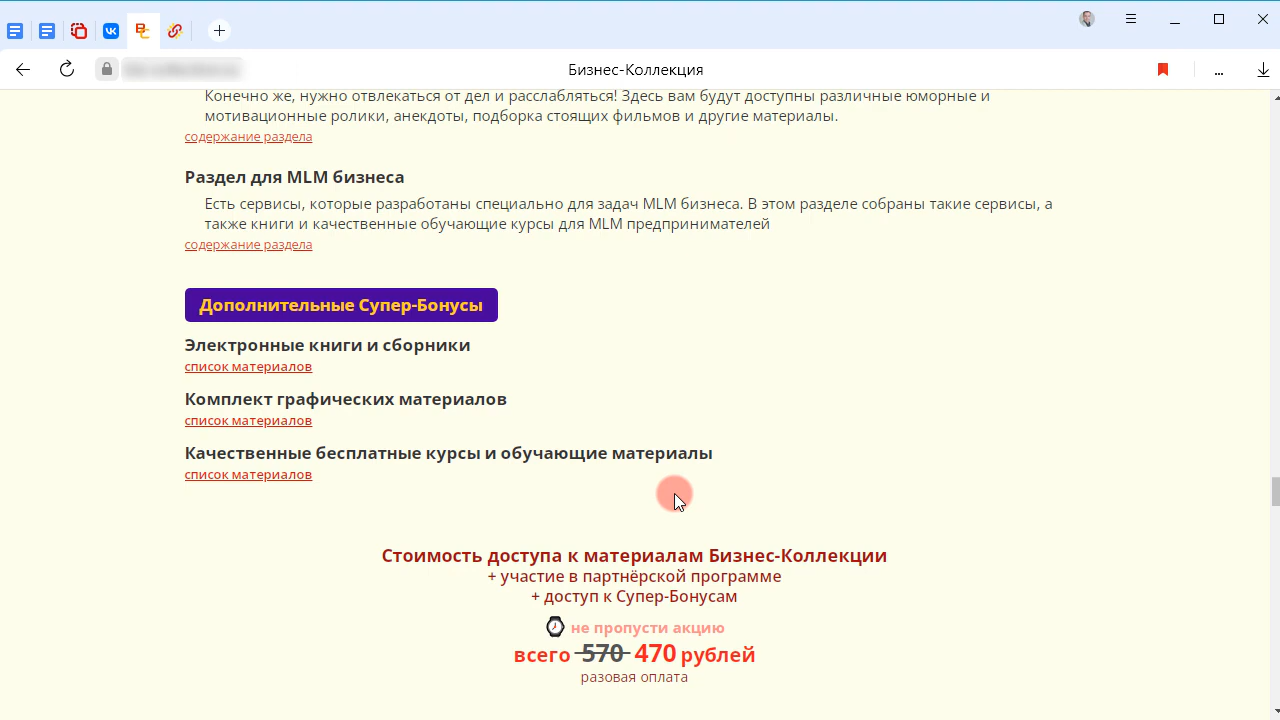 Бизнес-Коллекция
Конечно же, нужно отвлекаться от дел и расслабляться! Здесь вам будут доступны различные юморные и
мотивационные ролики, анекдоты, подборка стоящих фильмов и другие материалы.
содержание раздела
Раздел для MLM бизнеса
Есть сервисы, которые разработаны специально для задач MLM бизнеса. В этом разделе собраны такие сервисы, а
также книги и качественные обучающие курсы для MLM предпринимателей
содержание раздела
Дополнительные Супер-Бонусы
Электронные книги и сборники
список материалов
Комплект графических материалов
список материалов
Качественные бесплатные курсы и обучающие материалы
список материалов
Стоимость доступа к материалам Бизнес-Коллекции
+ участие в партнёрской программе
+ доступ к Супер-Бонусам
не пропусти акцию
всего 570 470 рублей
разовая оплата